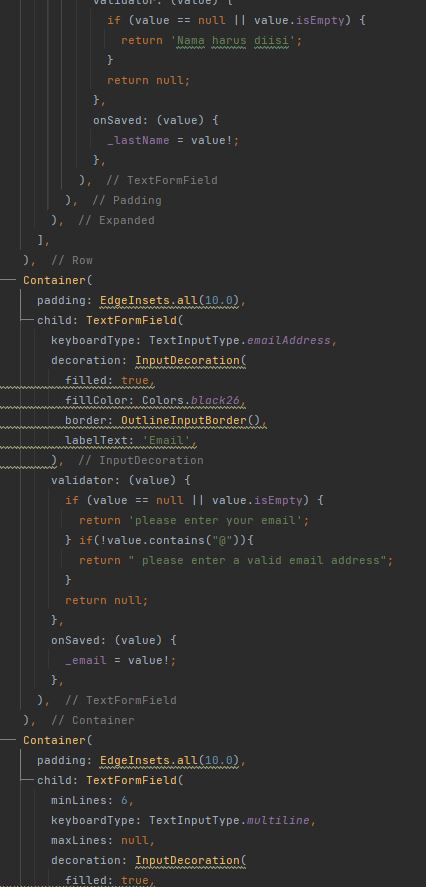 validator: (value) {
if (value == null || value.isEmpty) {
return 'Nama harus diisi';
}
return null;
},
onSaved: (value) {
_lastName = value!;
},
), // TextFormField
), // Padding
), // Expanded
],
), // Row
Container(
padding: EdgeInsets.all(10.0),
child: TextFormField(
keyboardType: TextInputType.emailAddress,
decoration: InputDecoration(
filled: true,
fillColor: Colors.black26,
border: OutlineInputBorder(),
labelText: 'Email',
), // InputDecoration
validator: (value) {
if (value == null || value.isEmpty) {
return 'please enter your email';
} if(!value.contains("@")){
return " please enter a valid email address";
}
return null;
},
onSaved: (value) {
_email = value!;
},
), // TextFormField
), // Container
Container(
padding: EdgeInsets.all(10.0),
child: TextFormField(
minLines: 6,
keyboardType: TextInputType.multiline,
maxLines: null,
decoration: InputDecoration(
filled: true,